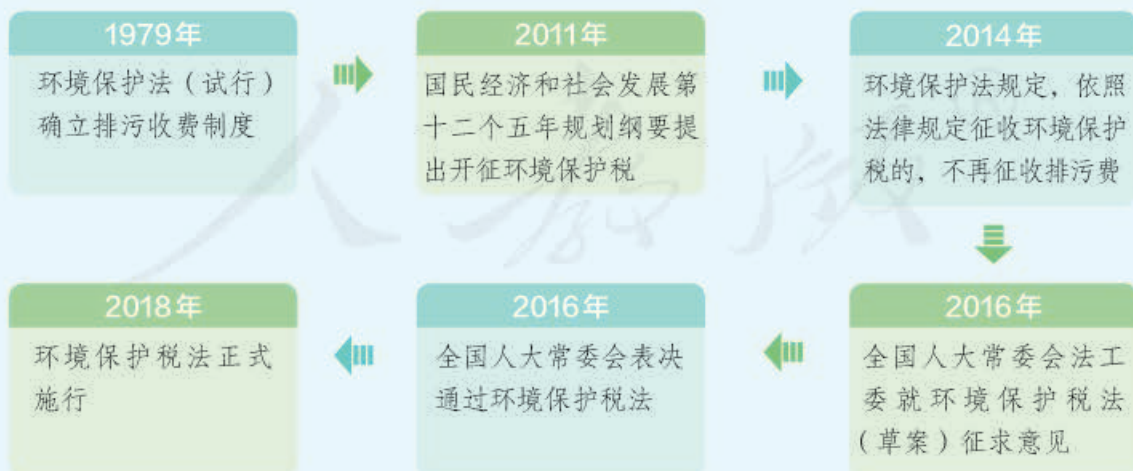 1979年
环境保护法（试行）
确立排污收费制度
2011年
国民经济和社会发展第
十二个五年规划纲要提
出开征环境保护税
2014年
环境保护法规定，依照
法律规定征收环境保护
税的，不再征收排污费
2016年
全国人大常委会法工
委就环境保护税法
（草案）征求意见
2016年
全国人大常委会表决
通过环境保护税法
2018年
环境保护税法正式
施行